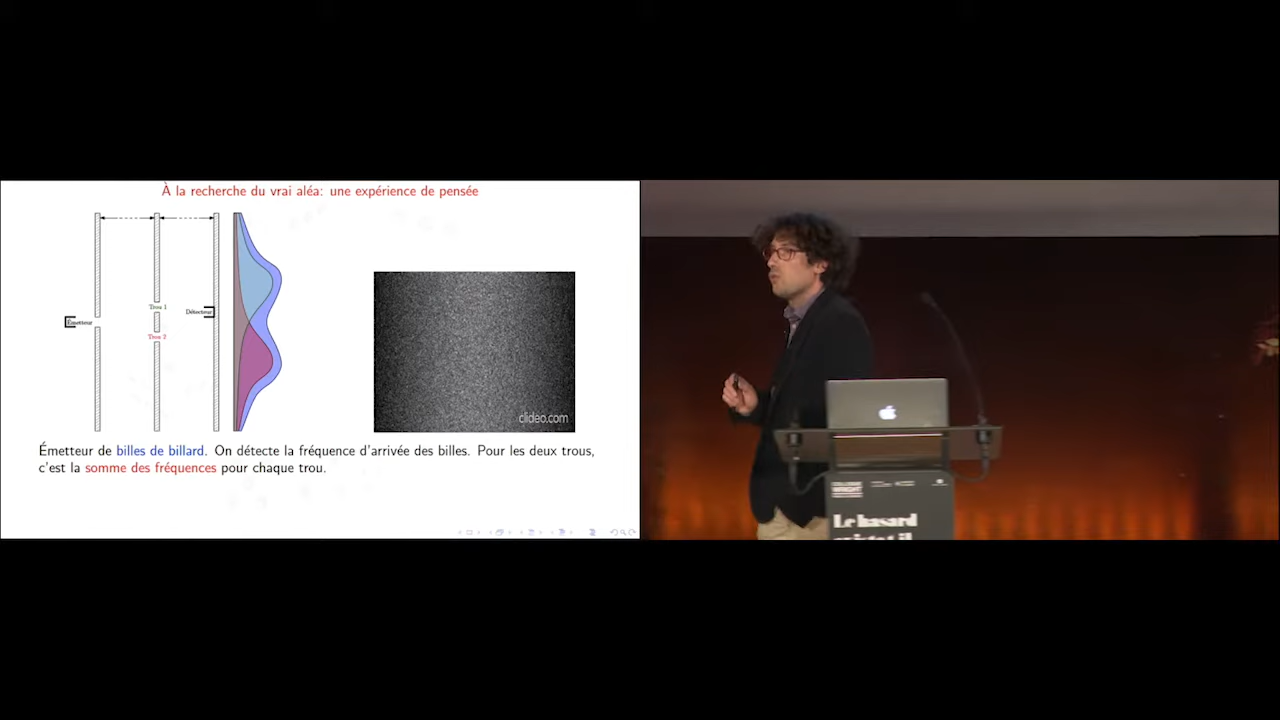 À la recherche du vrai aléa: une expérience de pensée
Trou 1
Détecteur
Émetteur
Trou 2
clideo.com
Émetteur de billes de billard. On détecte la fréquence d'arrivée des billes. Pour les deux trous,
c'est la somme des fréquences pour chaque trou.
Le hasard